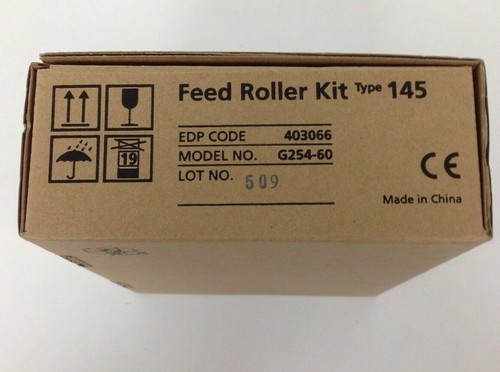 Feed Roller Kit Type 145
EDP CODE 403066
MODEL NO. G254-60
LOT NO. 509
19
CE
Made in China